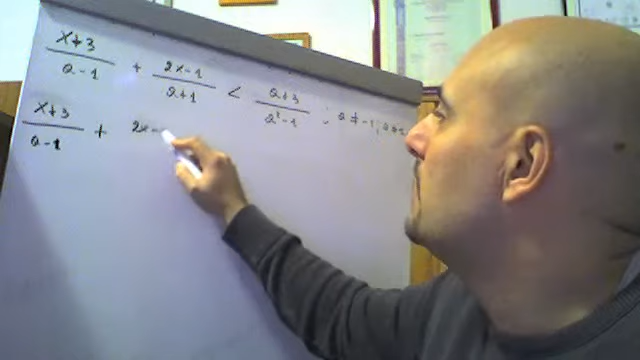 (x+3)/(a-1) + (2x-1)/(a+1) < (a+3)/(a²-1) ; a ≠ -1 ; a ≠ 1
(x+3)/(a-1) + 2x-